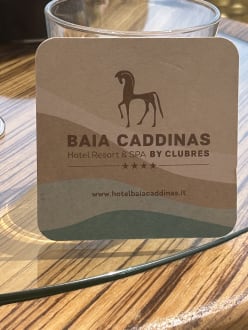 BAIA CADDINAS
Hotel Resort & SPA BY CLUBRES
★★★★
www.hotelbaiacaddinas.it